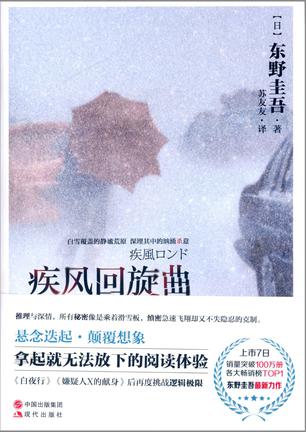 【日】
东野圭吾·著
苏友友·译
白雪覆盖的静谧荒原 深埋其中的汹涌杀意
疾風ロンド
疾风回旋曲
推理与深情,所有秘密像是乘着滑雪板,缜密急速飞翔却又不失隐忍的克制。
悬念迭起·颠覆想象
拿起就无法放下的阅读体验
《白夜行》《嫌疑人X的献身》后再度挑战逻辑极限
上市7日
销量突破100万册
各大畅销榜TOP1
东野圭吾最新力作
中国出版集团
现代出版社